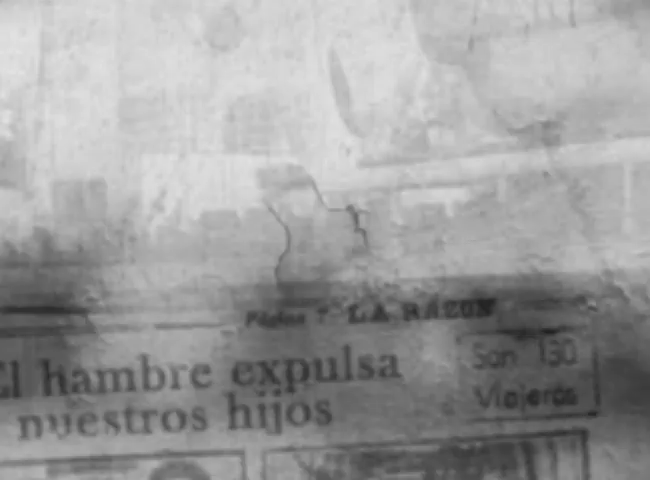 Página 7 LA RAZON
El hambre expulsa
nuestros hijos
Son 130
Viajeros